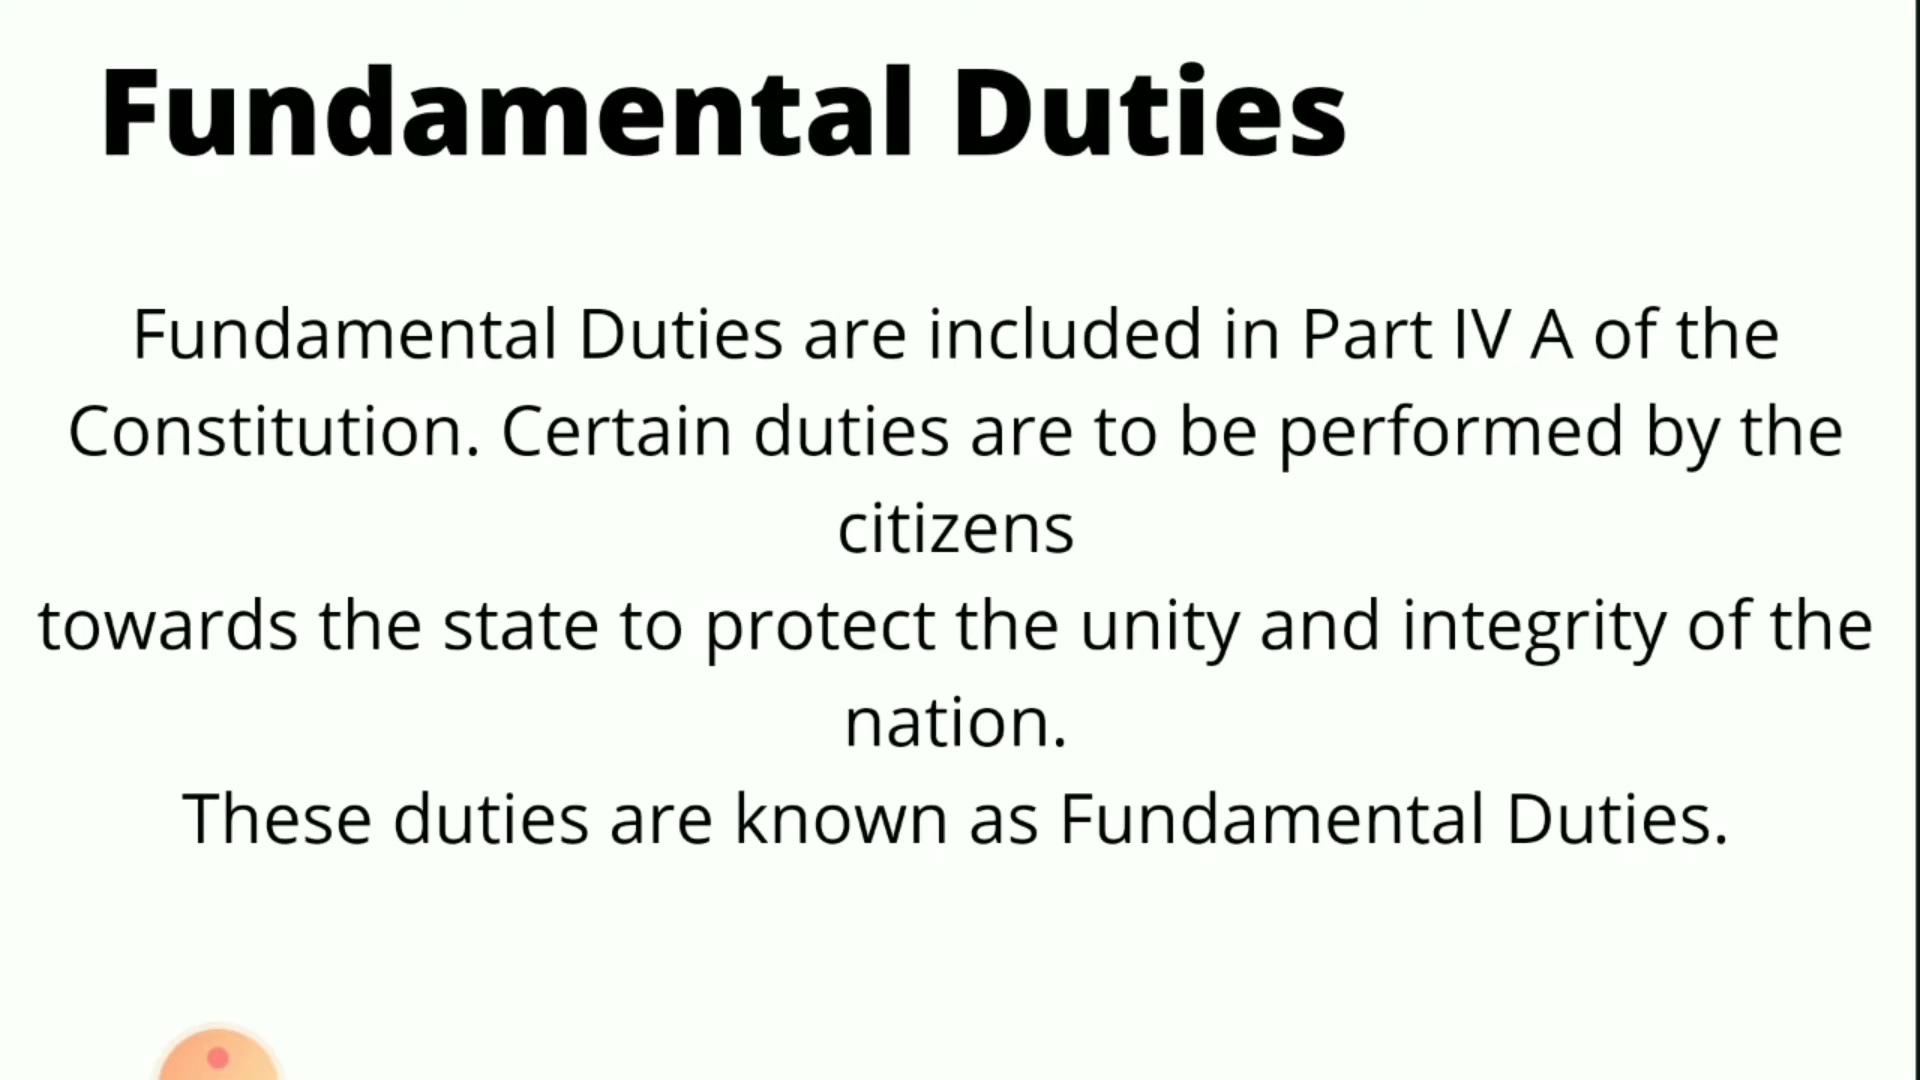 Fundamental Duties
Fundamental Duties are included in Part IV A of the
Constitution. Certain duties are to be performed by the
citizens
towards the state to protect the unity and integrity of the
nation.
These duties are known as Fundamental Duties.